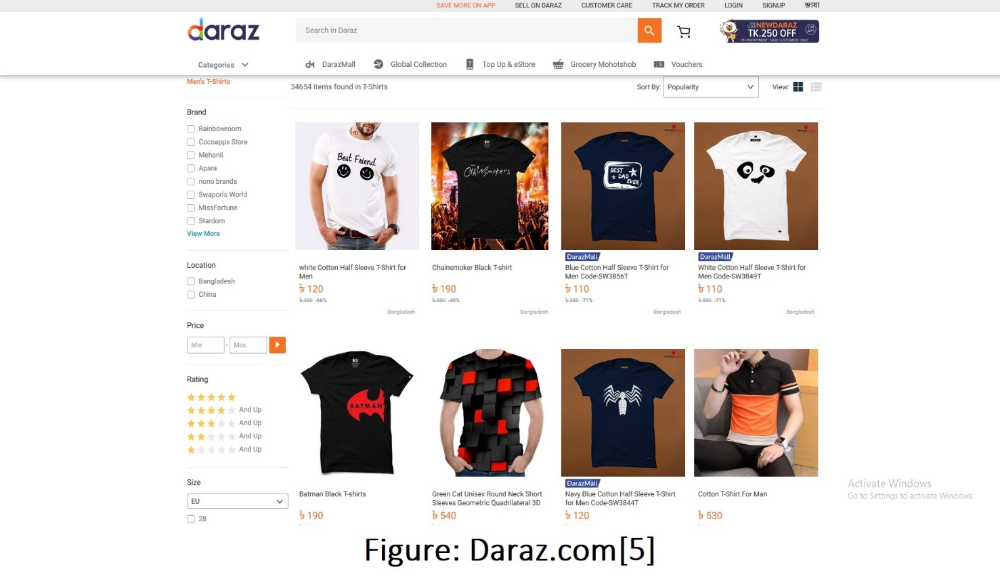 SAVE MORE ON APP SELL ON DARAZ CUSTOMER CARE TRACK MY ORDER LOGIN SIGNUP ভাষা
daraz
Search in Daraz
USE CODE NEWDARAZ
TK.250 OFF
ON APP
ON PREPAYMENT | NEW CUSTOMERS ONLY
Categories
DarazMall Global Collection Top Up & eStore Grocery Mohotshob Vouchers
Men's T-Shirts
34654 items found in T-Shirts
Sort By: Popularity View:
Brand
Rainbowroom
Cocoapps Store
Mehanil
Apara
nono brands
Swapon's World
MissFortune
Stardom
View More
Location
Bangladesh
China
Price
Min - Max
Rating
And Up
And Up
And Up
And Up
Size
EU
28
Best Friend
THE CHAINSMOKERS
BEST
DAD
EVER
DarazMall
DarazMall
white Cotton Half Sleeve T-Shirt for
Men
৳ 120
৳ 350 -66%
Bangladesh
Chainsmoker Black T-shirt
৳ 190
৳ 350 -46%
Bangladesh
Blue Cotton Half Sleeve T-Shirt for
Men Code-SW3856T
৳ 110
৳ 380 -71%
Bangladesh
White Cotton Half Sleeve T-Shirt for
Men Code-SW3849T
৳ 110
৳ 380 -71%
Bangladesh
BATMAN
Batman Black T-shirts
৳ 190
Green Cat Unisex Round Neck Short
Sleeves Geometric Quadrilateral 3D
৳ 540
DarazMall
Navy Blue Cotton Half Sleeve T-Shirt
for Men Code-SW3844T
৳ 120
Cotton T-Shirt For Man
৳ 530
Activate Windows
Go to Settings to activate Windows.
Figure: Daraz.com[5]